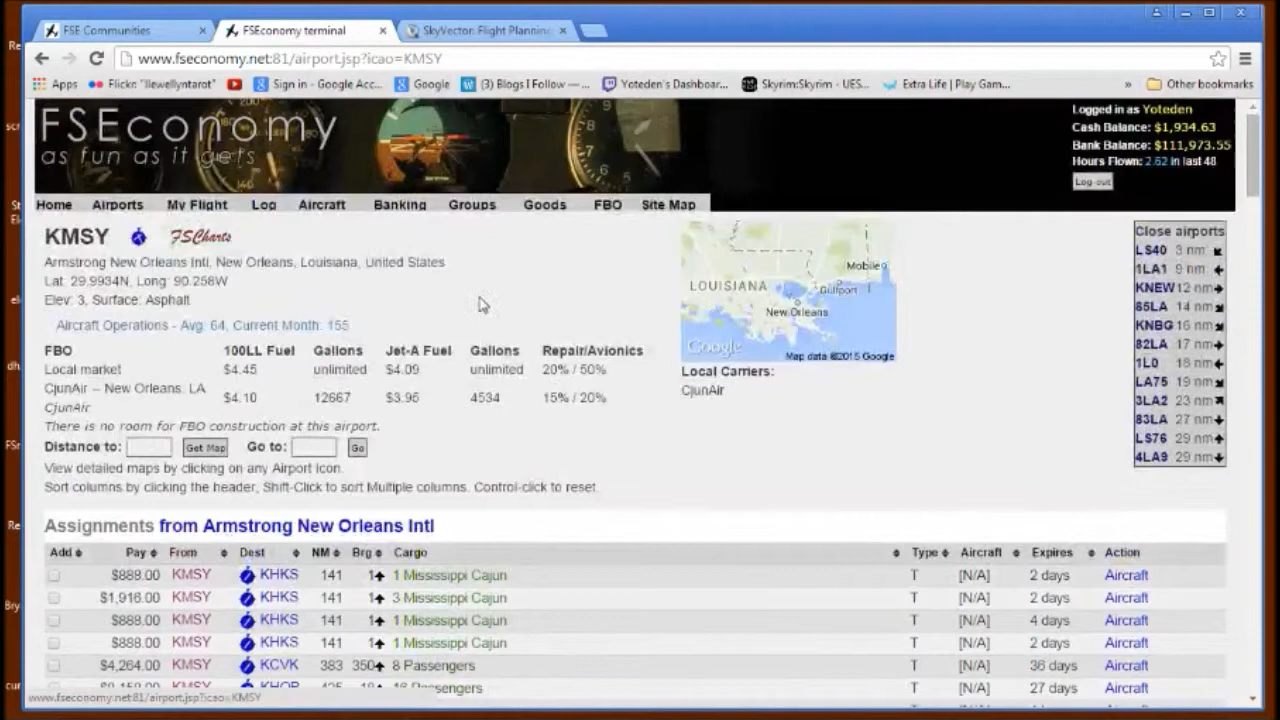 FSE Communities
FSEconomy terminal
SkyVector: Flight Plannin
www.fseconomy.net:81/airport.jsp?icao=KMSY
Apps
Flickr: "llewellyntarot"
Sign in - Google Acc...
Google
(3) Blogs I Follow — ...
Yoteden's Dashboar...
Skyrim:Skyrim - UES...
Extra Life | Play Gam...
»
Other bookmarks
FSEconomy
as fun as it gets
Logged in as Yoteden
Cash Balance: $1,934.63
Bank Balance: $111,973.55
Hours Flown: 2.62 in last 48
Log out
Home Airports My Flight Log Aircraft Banking Groups Goods FBO Site Map
KMSY FSCharts
Armstrong New Orleans Intl, New Orleans, Louisiana, United States
Lat: 29.9934N, Long: 90.258W
Elev: 3, Surface: Asphalt
Aircraft Operations - Avg: 64, Current Month: 155
FBO 100LL Fuel Gallons Jet-A Fuel Gallons Repair/Avionics
Local market $4.45 unlimited $4.09 unlimited 20% / 50%
CjunAir -- New Orleans, LA
CjunAir $4.10 12667 $3.95 4534 15% / 20%
There is no room for FBO construction at this airport.
Distance to: Get Map Go to: Go
View detailed maps by clicking on any Airport Icon.
Sort columns by clicking the header, Shift-Click to sort Multiple columns. Control-click to reset.
LOUISIANA
Mobile
Gulfport
New Orleans
Google
Map data ©2015 Google
Local Carriers:
CjunAir
Close airports
LS40 3 nm
1LA1 9 nm
KNEW 12 nm
85LA 14 nm
KNBG 16 nm
82LA 17 nm
1L0 18 nm
LA75 19 nm
3LA2 23 nm
83LA 27 nm
LS76 29 nm
4LA9 29 nm
Assignments from Armstrong New Orleans Intl
Add Pay From Dest NM Brg Cargo Type Aircraft Expires Action
$888.00 KMSY KHKS 141 1 1 Mississippi Cajun T [N/A] 2 days Aircraft
$1,916.00 KMSY KHKS 141 1 3 Mississippi Cajun T [N/A] 2 days Aircraft
$888.00 KMSY KHKS 141 1 1 Mississippi Cajun T [N/A] 4 days Aircraft
$888.00 KMSY KHKS 141 1 1 Mississippi Cajun T [N/A] 2 days Aircraft
$4,264.00 KMSY KCVK 383 350 8 Passengers T [N/A] 36 days Aircraft
KMSY Passengers T [N/A] 27 days Aircraft
www.fseconomy.net:81/airport.jsp?icao=KMSY